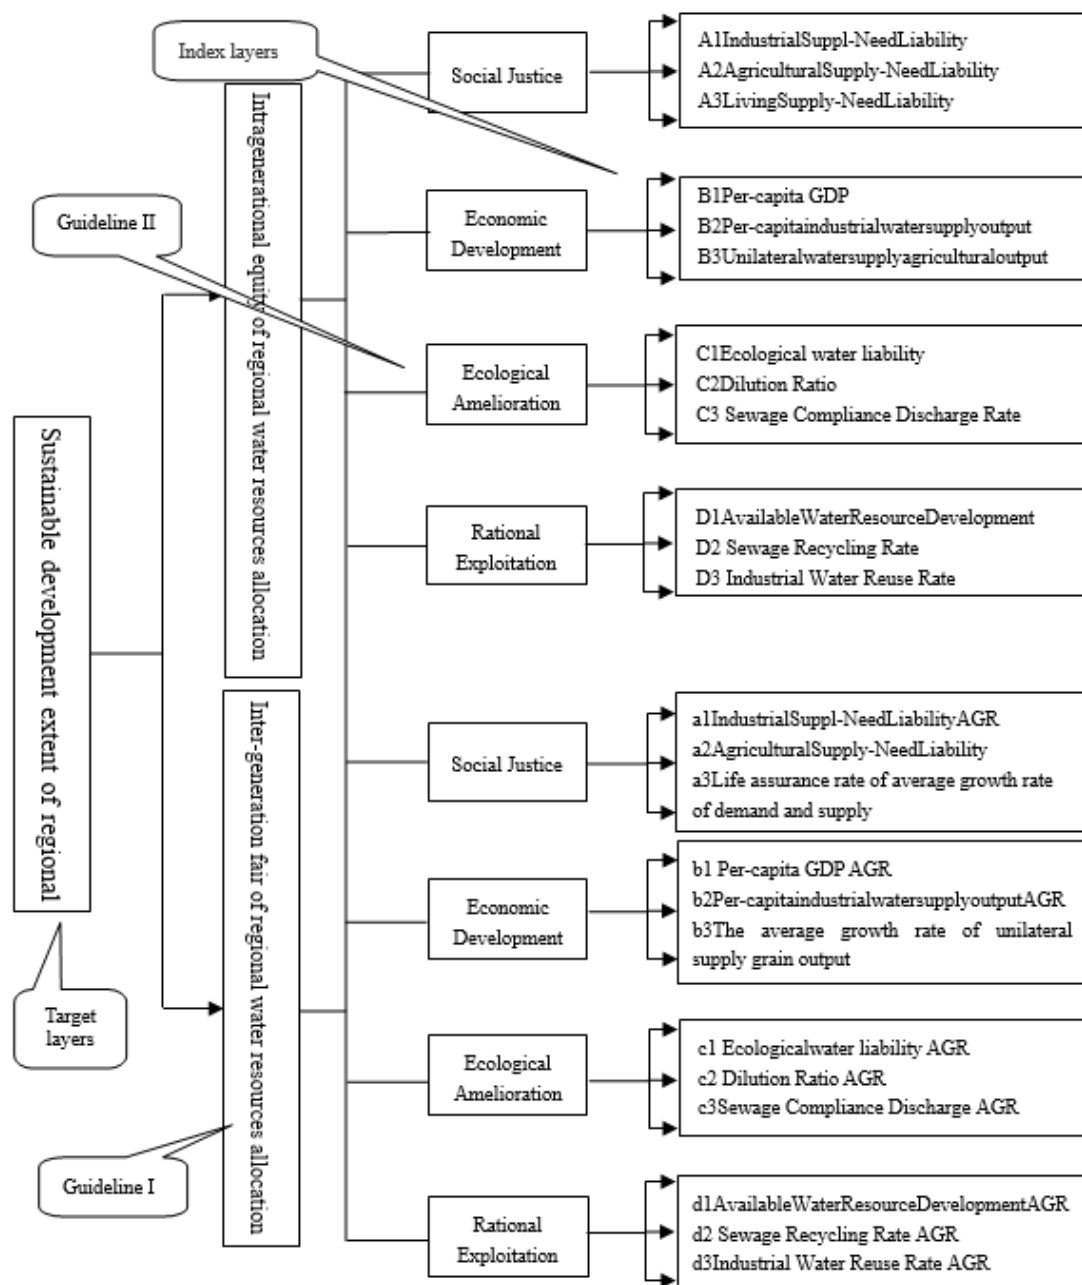 Index layers
Social Justice
A1IndustrialSuppl-NeedLiability
A2AgriculturalSupply-NeedLiability
A3LivingSupply-NeedLiability
Guideline II
Intragenerational equity of regional water resources allocation
Economic
Development
B1Per-capita GDP
B2Per-capitaindustrialwatersupplyoutput
B3Unilateralwatersupplyagriculturaloutput
Ecological
Amelioration
C1Ecological water liability
C2Dilution Ratio
C3 Sewage Compliance Discharge Rate
Sustainable development extent of regional
Rational
Exploitation
D1AvailableWaterResourceDevelopment
D2 Sewage Recycling Rate
D3 Industrial Water Reuse Rate
Inter-generation fair of regional water resources allocation
Social Justice
a1IndustrialSuppl-NeedLiabilityAGR
a2AgriculturalSupply-NeedLiability
a3Life assurance rate of average growth rate
of demand and supply
Economic
Development
b1 Per-capita GDP AGR
b2Per-capitaindustrialwatersupplyoutputAGR
b3The average growth rate of unilateral
supply grain output
Target
layers
Ecological
Amelioration
c1 Ecologicalwater liability AGR
c2 Dilution Ratio AGR
c3Sewage Compliance Discharge AGR
Guideline I
Rational
Exploitation
d1AvailableWaterResourceDevelopmentAGR
d2 Sewage Recycling Rate AGR
d3Industrial Water Reuse Rate AGR